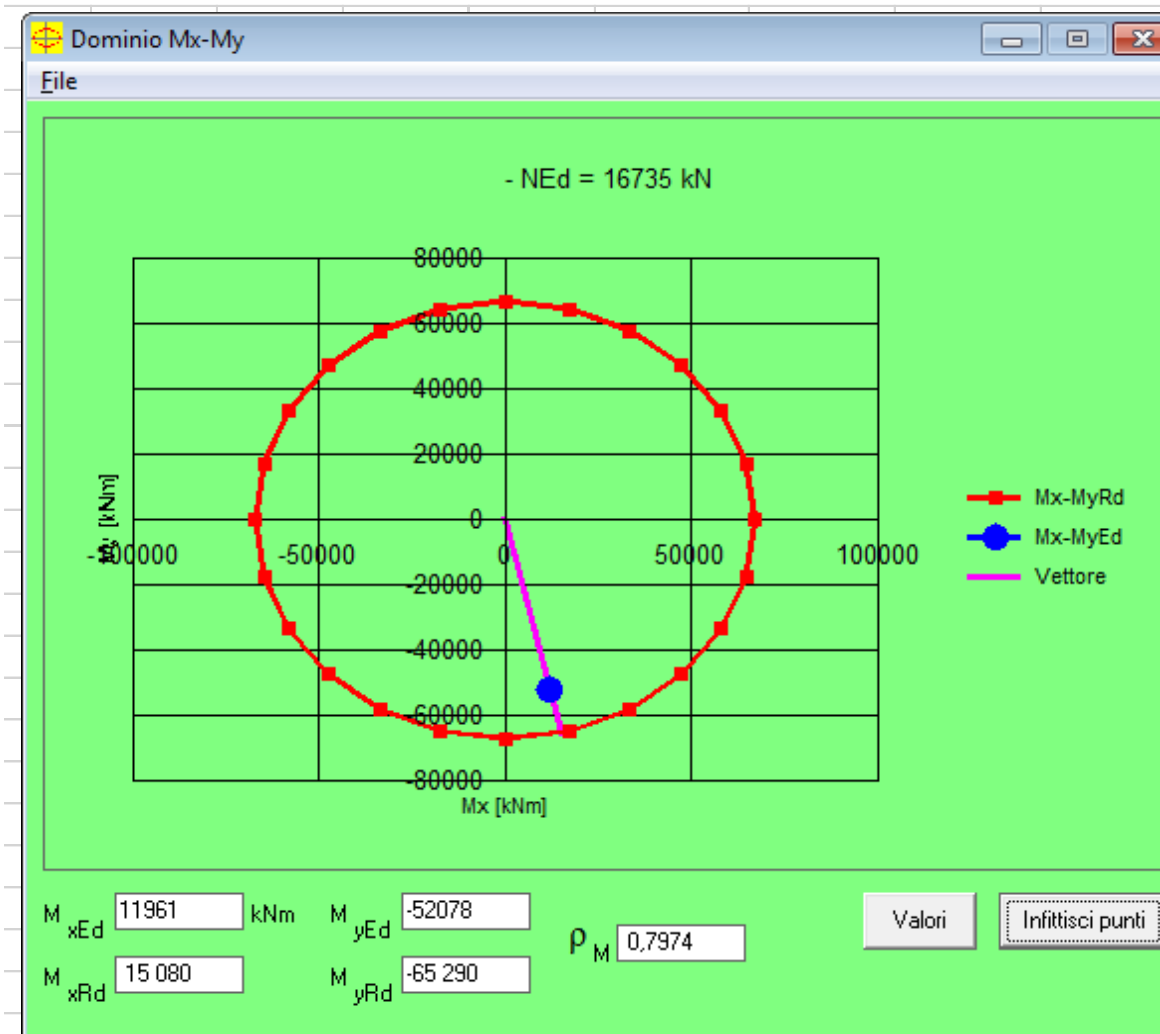 Dominio Mx-My
File
- NEd = 16735 kN
80000
60000
40000
20000
0
-20000
-40000
-60000
-80000
-100000
-50000
0
50000
100000
[kNm]
Mx [kNm]
Mx-MyRd
Mx-MyEd
Vettore
M xEd 11961 kNm M yEd -52078
ρ M 0,7974
Valori
Infittisci punti
M xRd 15 080 M yRd -65 290